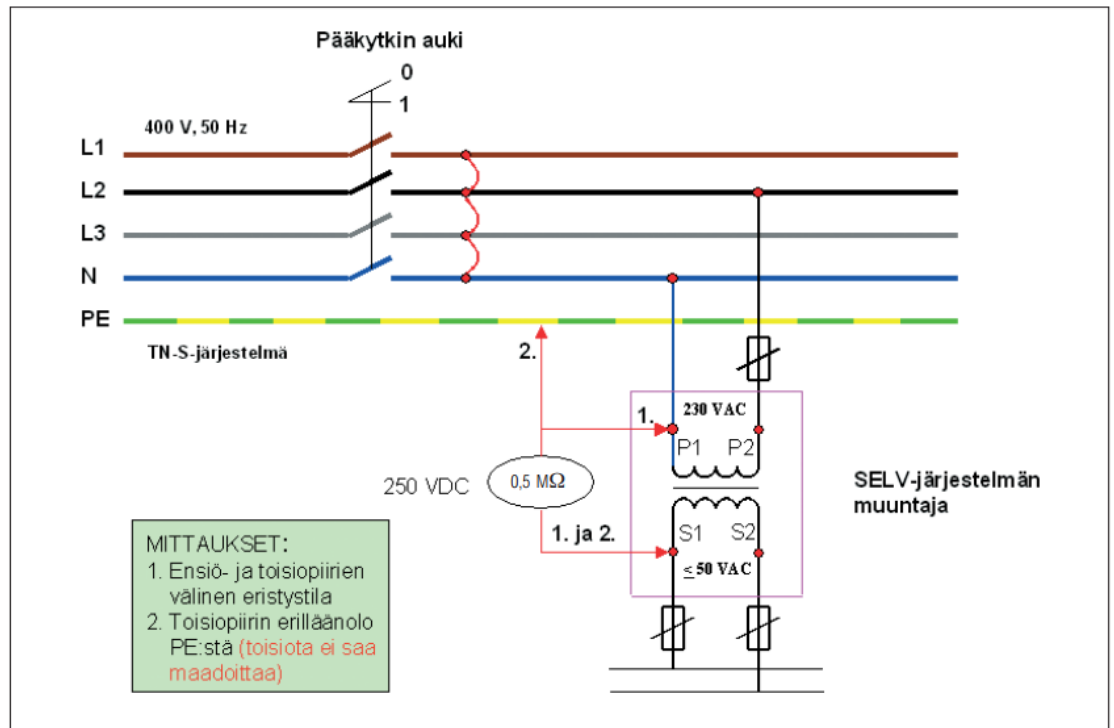 Pääkytkin auki
0
1
400 V, 50 Hz
L1
L2
L3
N
PE
TN-S-järjestelmä
2.
1.
230 VAC
P1 P2
250 VDC
0,5 MΩ
SELV-järjestelmän
muuntaja
1. ja 2.
S1 S2
≤50 VAC
MITTAUKSET:
1. Ensiö- ja toisiopiirien
välinen eristystila
2. Toisiopiirin erilläänolo
PE:stä (toisiota ei saa
maadoittaa)